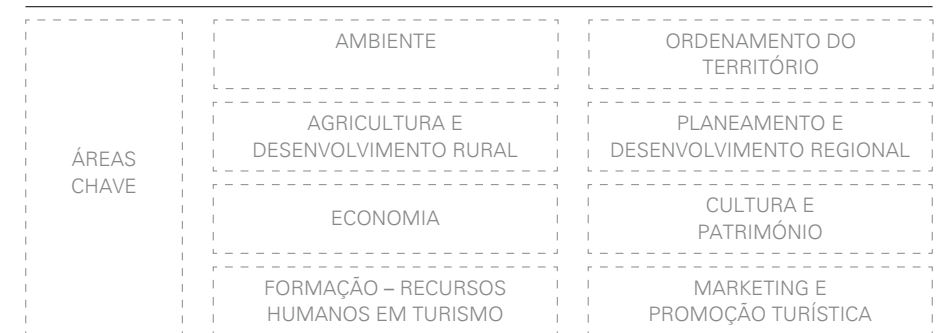 ÁREAS
CHAVE
AMBIENTE
ORDENAMENTO DO
TERRITÓRIO
AGRICULTURA E
DESENVOLVIMENTO RURAL
PLANEAMENTO E
DESENVOLVIMENTO REGIONAL
ECONOMIA
CULTURA E
PATRIMÓNIO
FORMAÇÃO – RECURSOS
HUMANOS EM TURISMO
MARKETING E
PROMOÇÃO TURÍSTICA